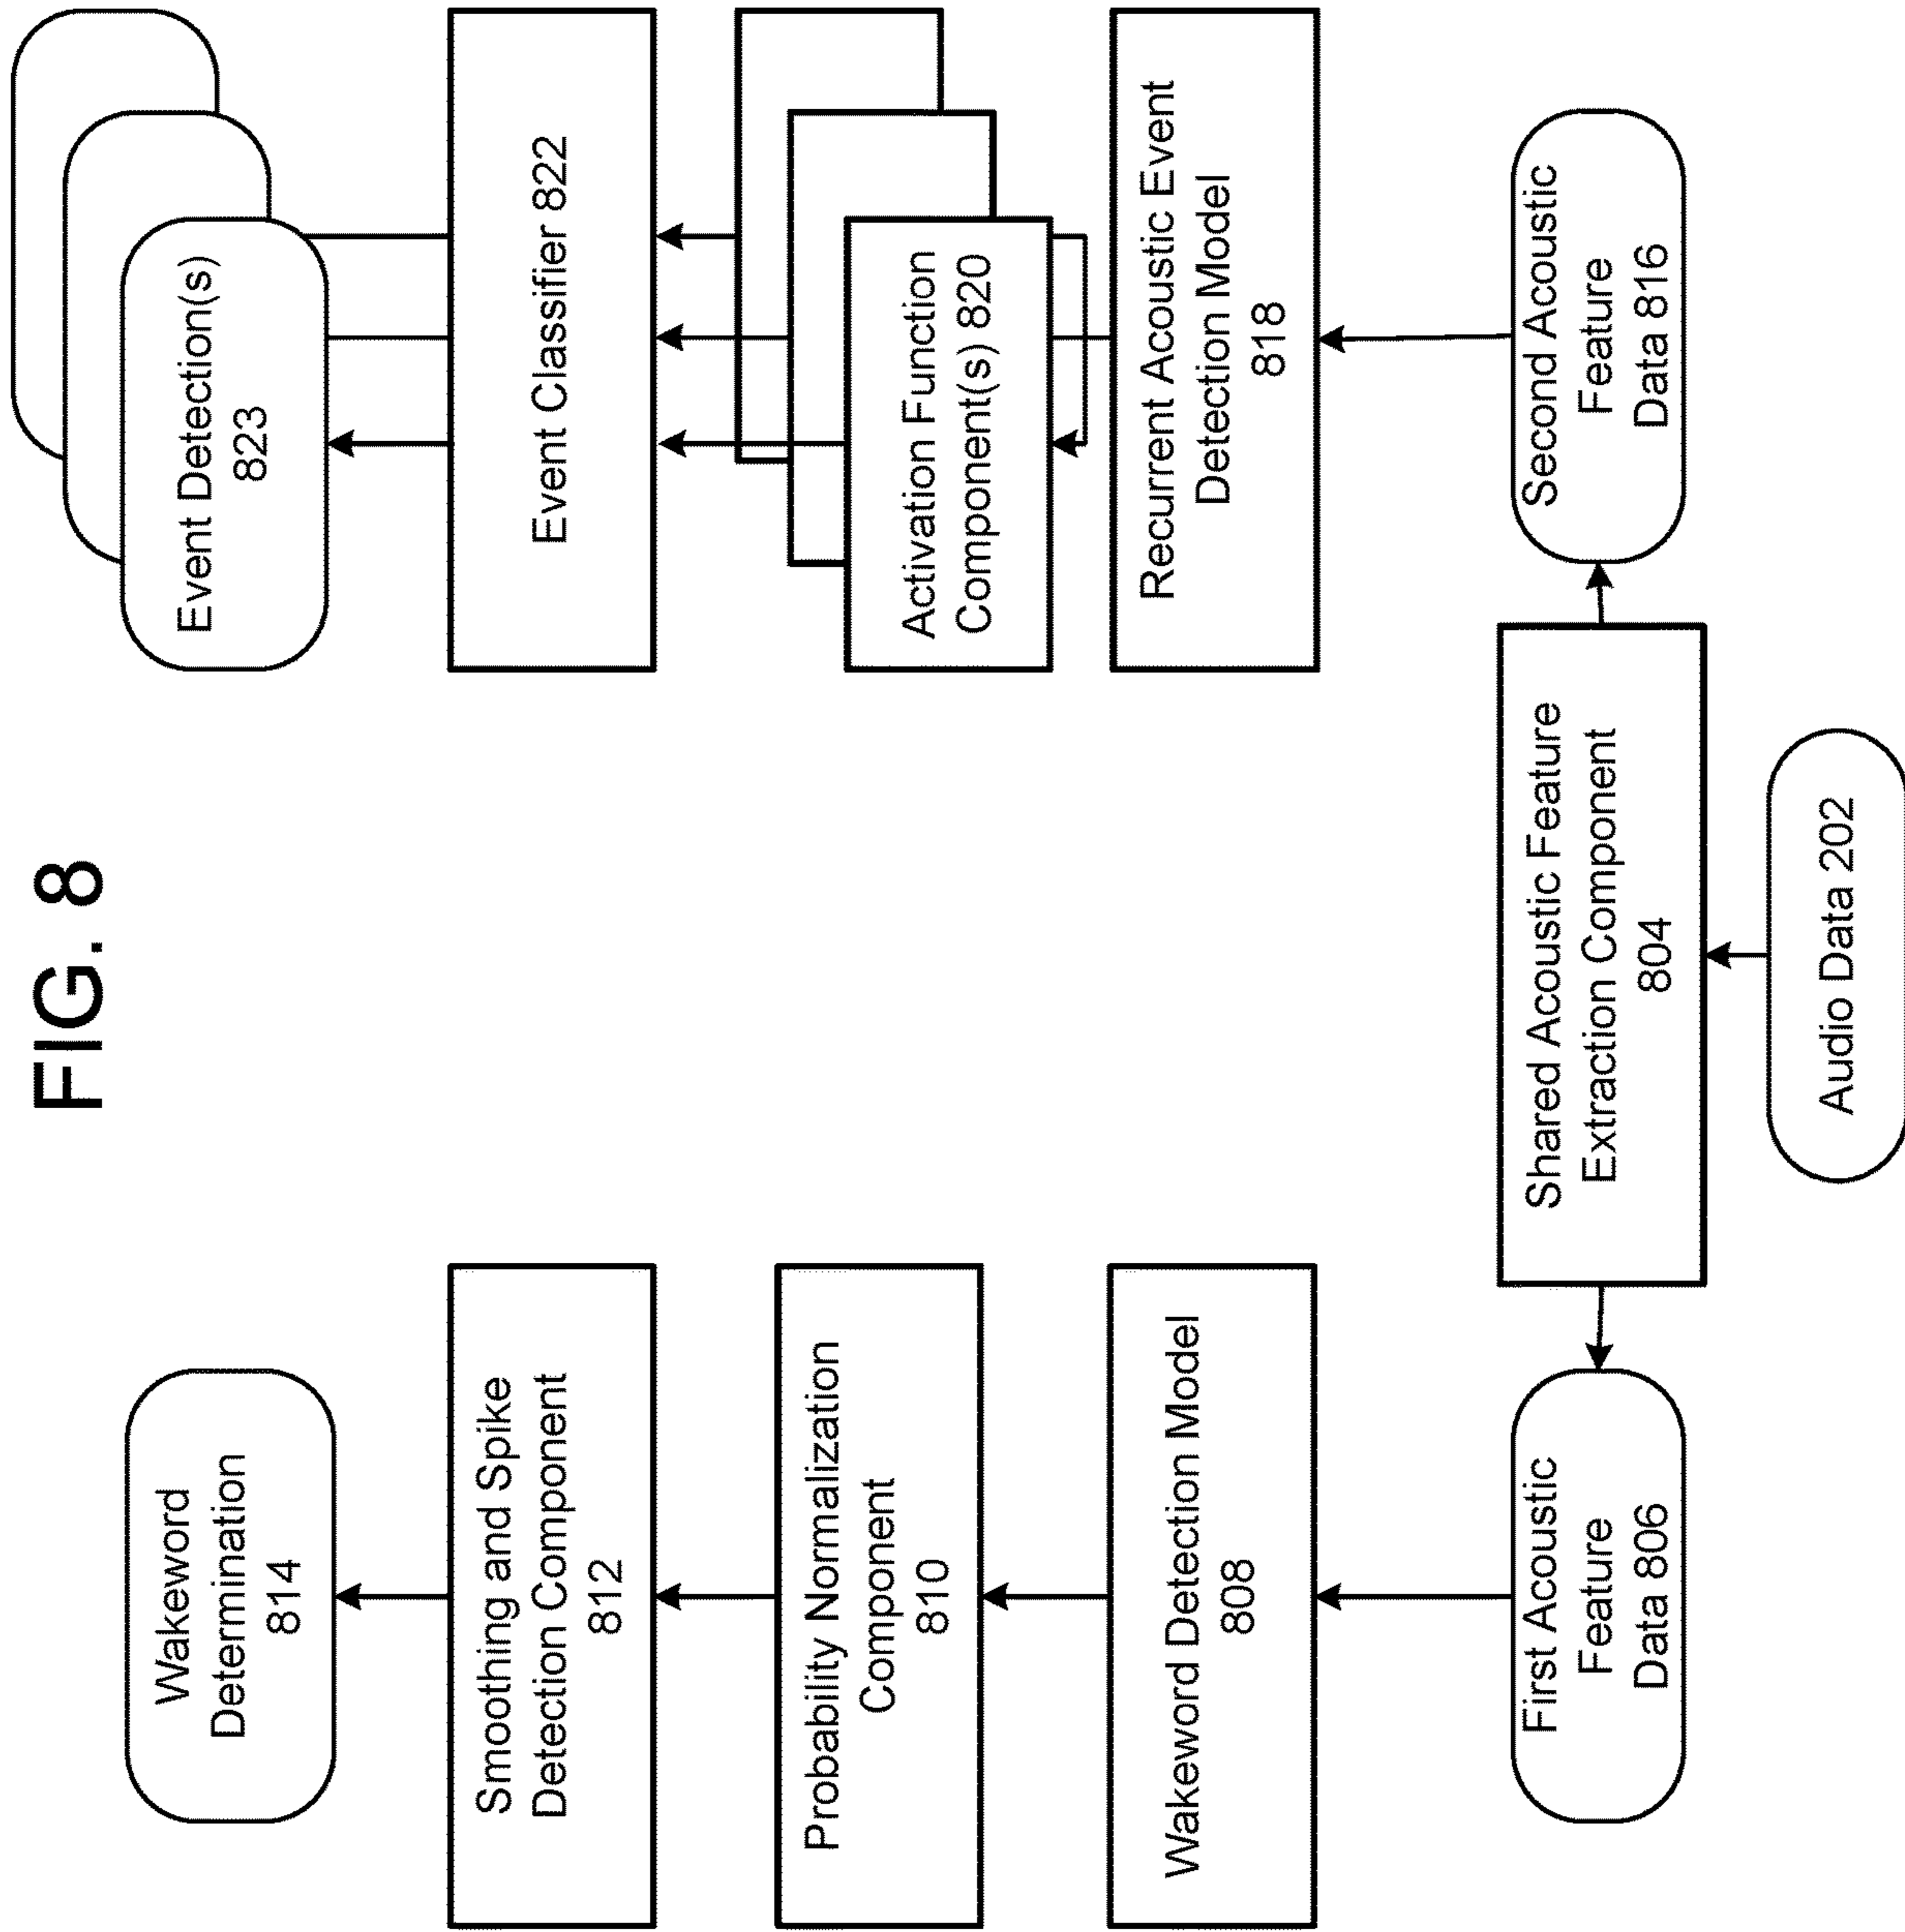 FIG. 8
Wakeword
Determination
814
Smoothing and Spike
Detection Component
812
Probability Normalization
Component
810
Wakeword Detection Model
808
First Acoustic
Feature
Data 806
Event Detection(s)
823
Event Classifier 822
Activation Function
Component(s) 820
Recurrent Acoustic Event
Detection Model
818
Second Acoustic
Feature
Data 816
Shared Acoustic Feature
Extraction Component
804
Audio Data 202